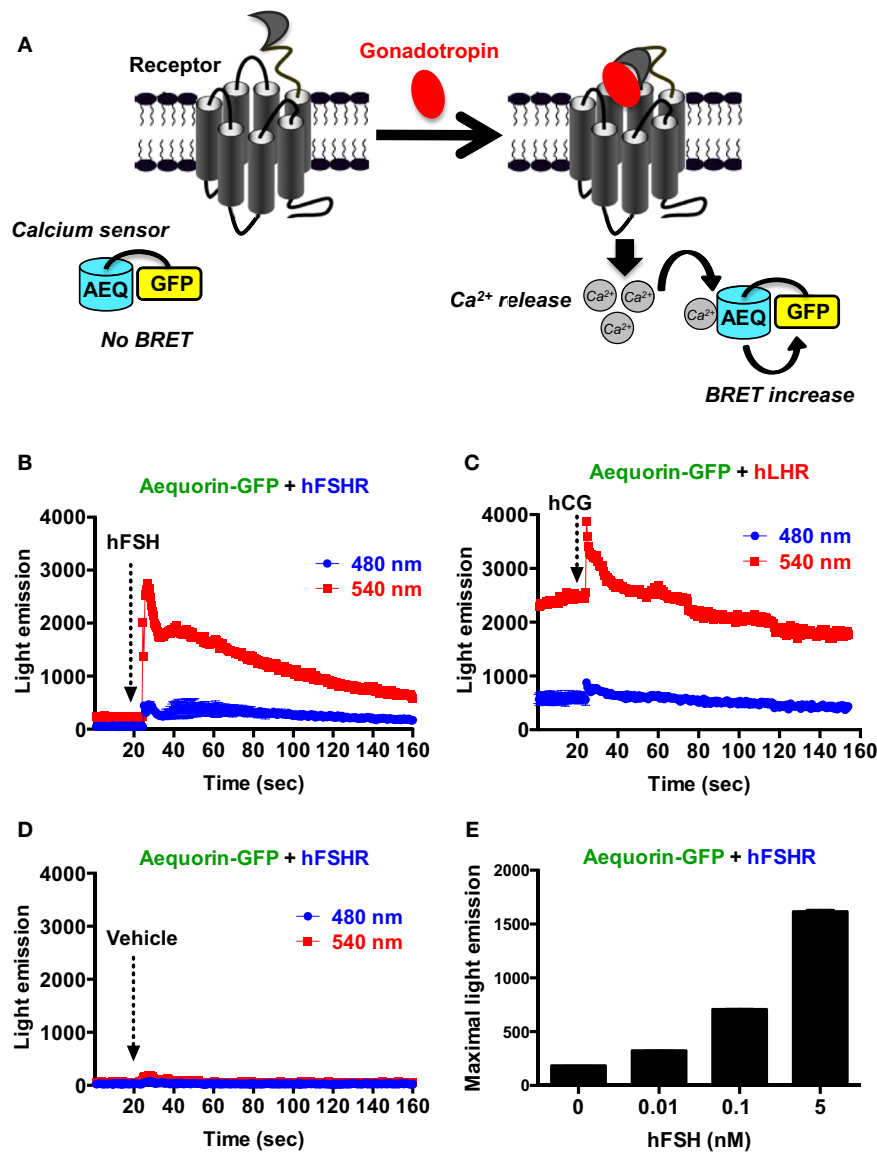 A
Receptor
Gonadotropin
Calcium sensor
AEQ
GFP
No BRET
Ca2+ release
Ca2+
Ca2+
Ca2+
Ca2+
AEQ
GFP
BRET increase
B
Aequorin-GFP + hFSHR
hFSH
480 nm
540 nm
Light emission
4000
3000
2000
1000
0
20 40 60 80 100 120 140 160
Time (sec)
C
Aequorin-GFP + hLHR
hCG
480 nm
540 nm
Light emission
4000
3000
2000
1000
0
20 40 60 80 100 120 140 160
Time (sec)
D
Aequorin-GFP + hFSHR
Vehicle
480 nm
540 nm
Light emission
4000
3000
2000
1000
0
20 40 60 80 100 120 140 160
Time (sec)
E
Aequorin-GFP + hFSHR
Maximal light emission
2000
1500
1000
500
0
0 0.01 0.1 5
hFSH (nM)